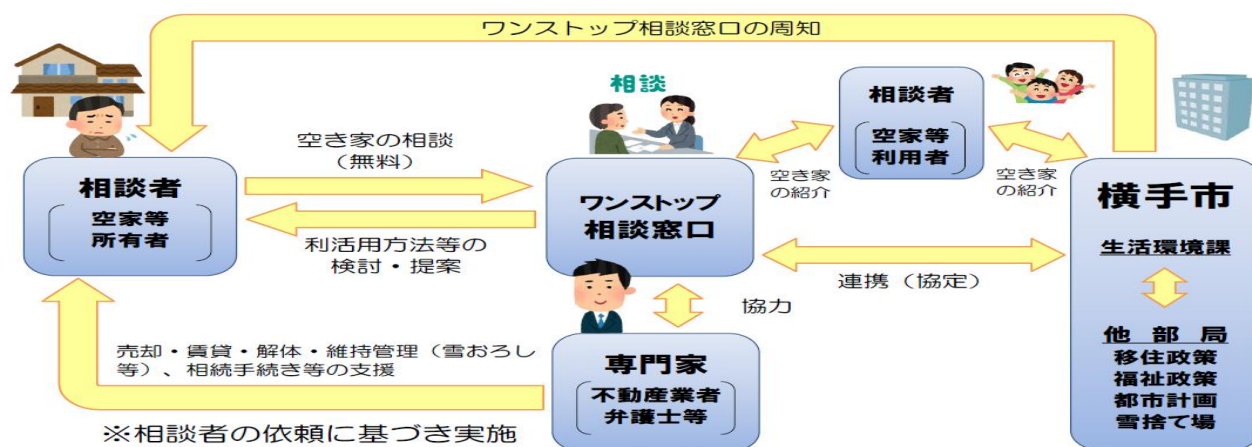 ワンストップ相談窓口の周知
相談
相談者
空家等
利用者
空き家の相談
（無料）
相談者
空家等
所有者
ワンストップ
相談窓口
空き家
の紹介
空き家
の紹介
横手市
生活環境課
利活用方法等の
検討・提案
連携（協定）
協力
他部局
移住政策
福祉政策
都市計画
雪捨て場
売却・賃貸・解体・維持管理（雪おろし
等）、相続手続き等の支援
専門家
不動産業者
弁護士等
※相談者の依頼に基づき実施